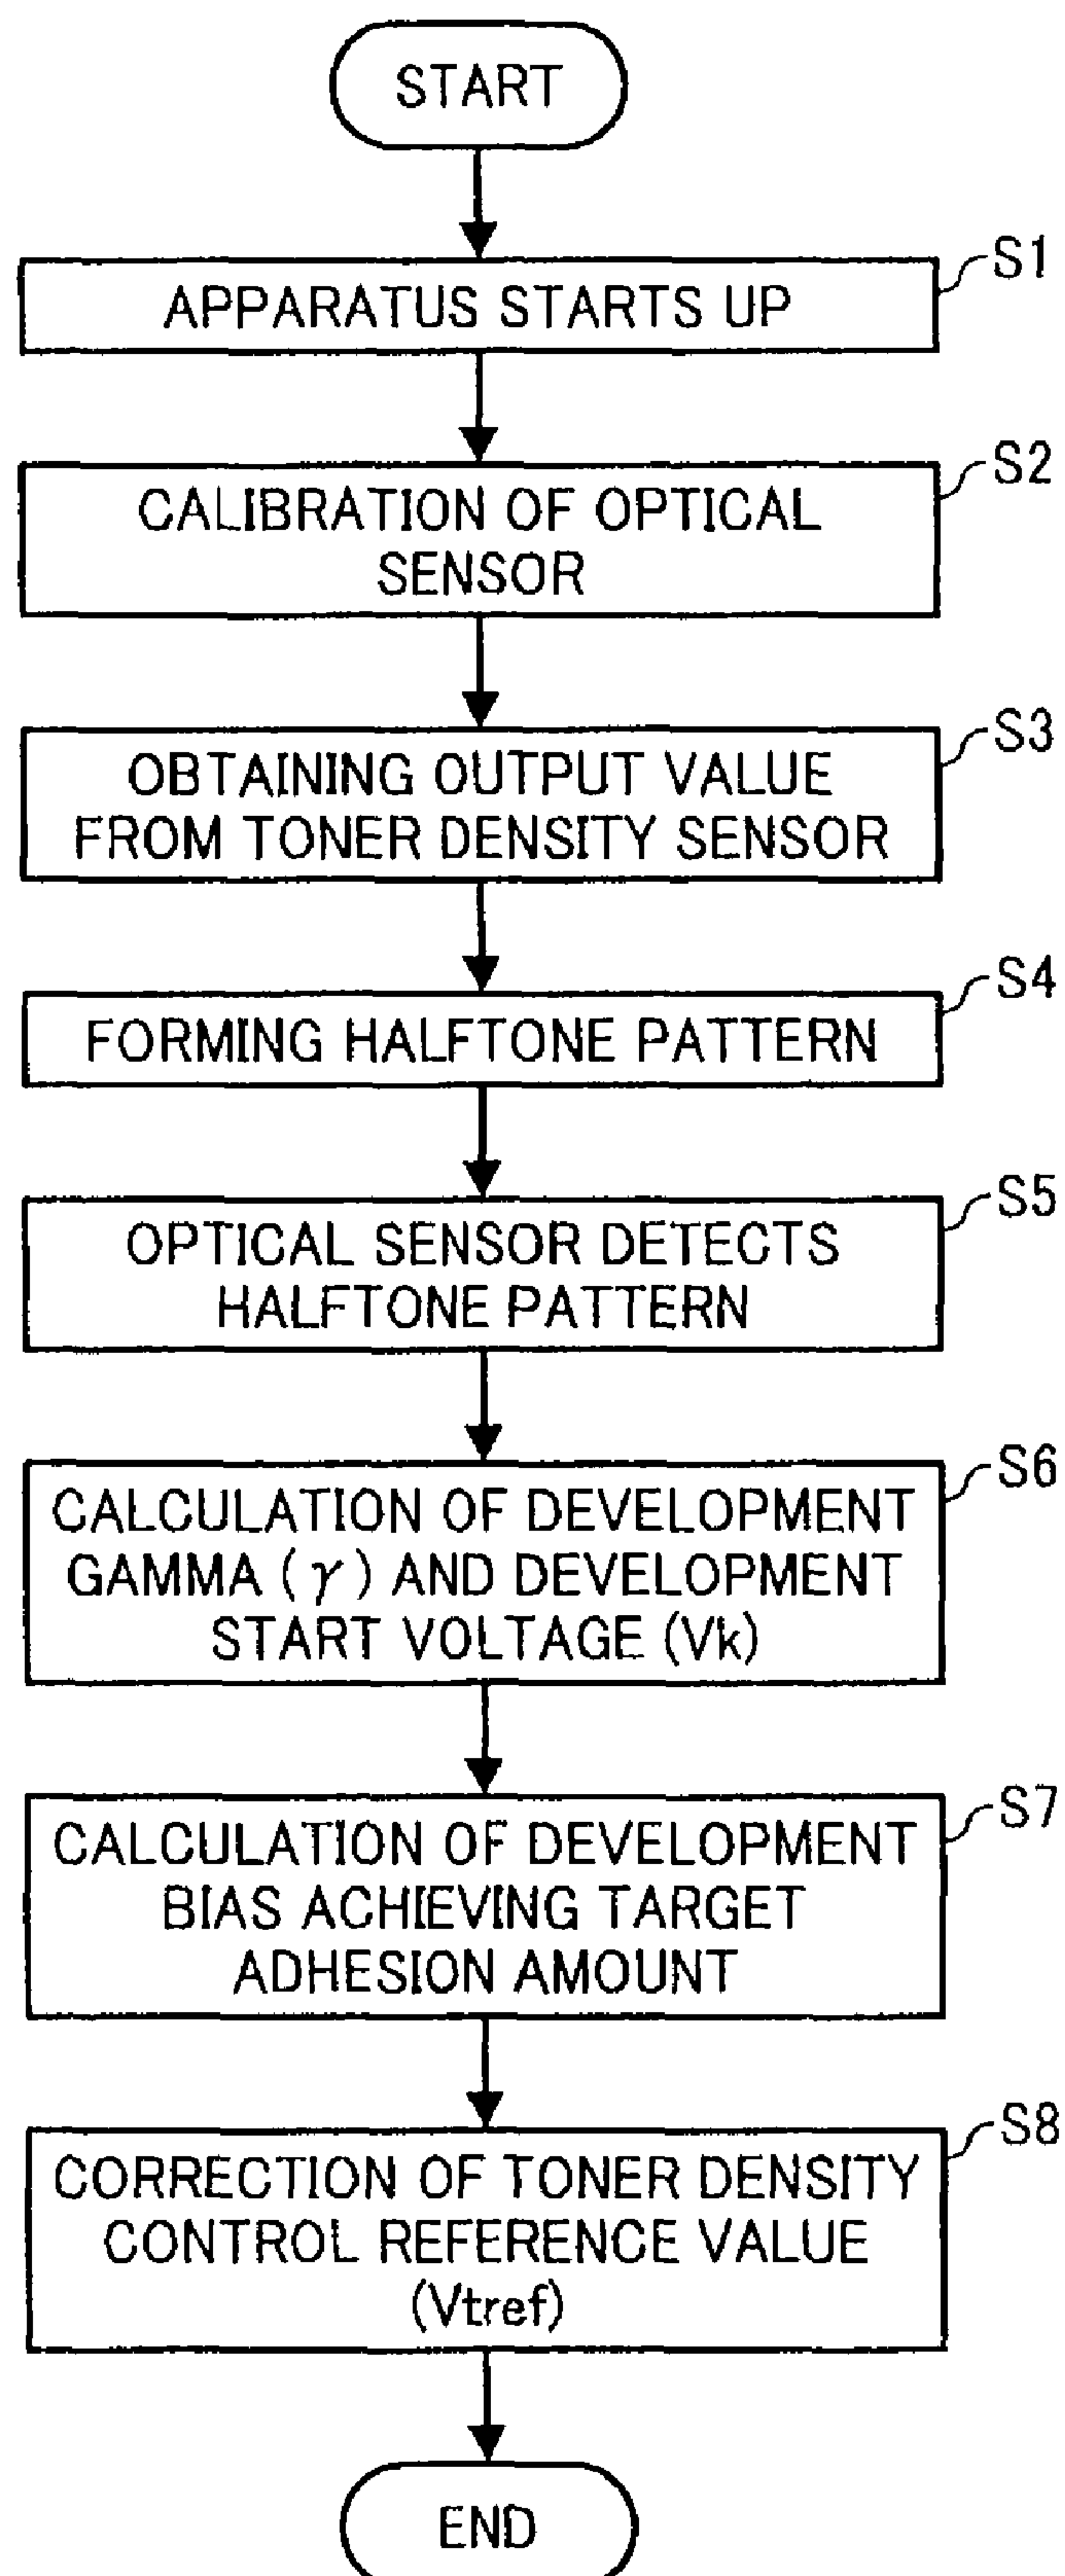 START
S1
APPARATUS STARTS UP
S2
CALIBRATION OF OPTICAL
SENSOR
S3
OBTAINING OUTPUT VALUE
FROM TONER DENSITY SENSOR
S4
FORMING HALFTONE PATTERN
S5
OPTICAL SENSOR DETECTS
HALFTONE PATTERN
S6
CALCULATION OF DEVELOPMENT
GAMMA (γ) AND DEVELOPMENT
START VOLTAGE (Vk)
S7
CALCULATION OF DEVELOPMENT
BIAS ACHIEVING TARGET
ADHESION AMOUNT
S8
CORRECTION OF TONER DENSITY
CONTROL REFERENCE VALUE
(Vtref)
END